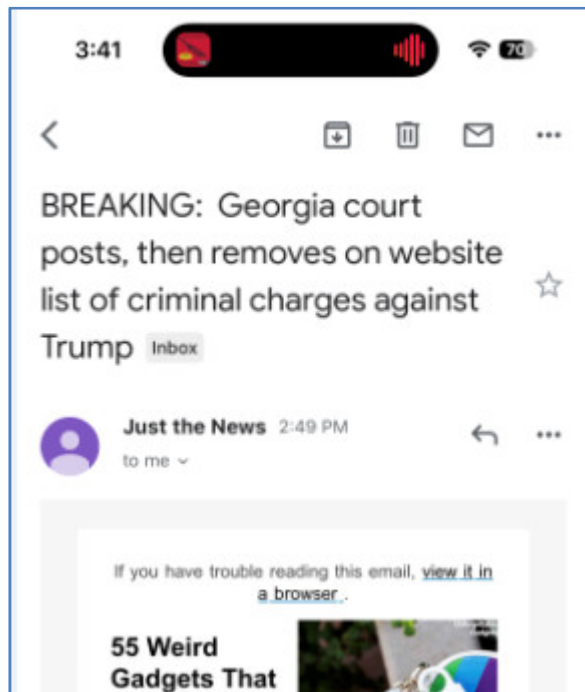 3:41
70
BREAKING: Georgia court
posts, then removes on website
list of criminal charges against
Trump Inbox
Just the News 2:49 PM
to me
If you have trouble reading this email, view it in
a browser .
55 Weird
Gadgets That